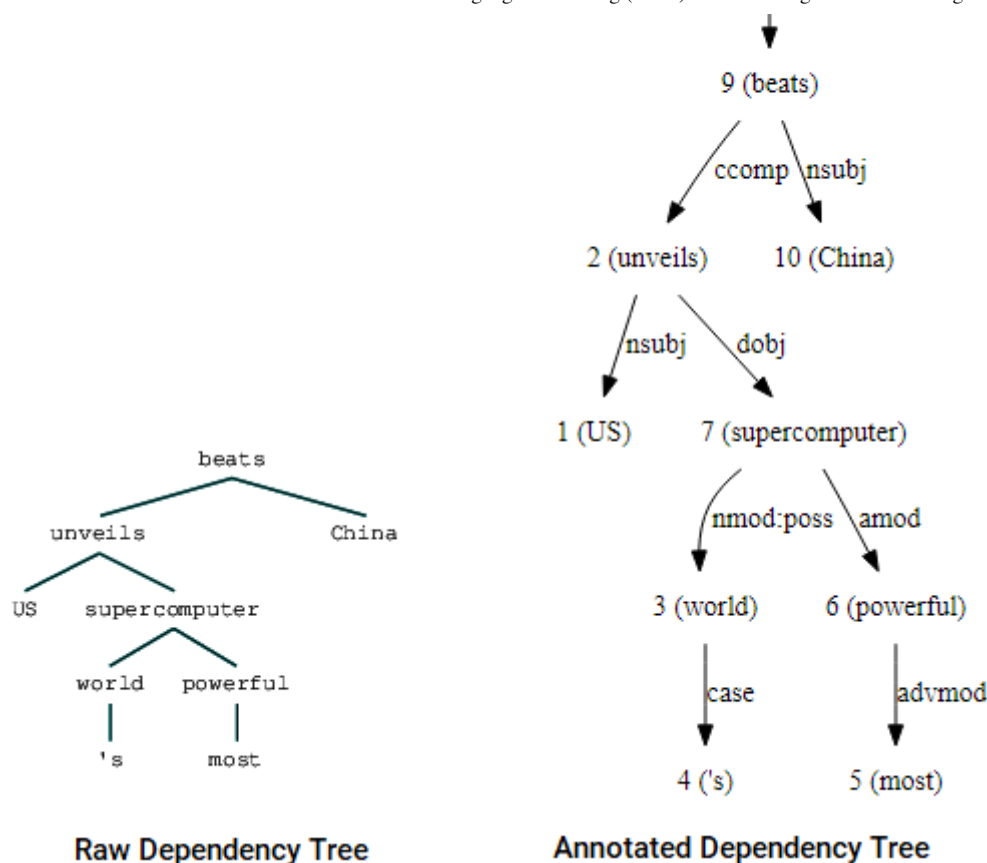 beats
unveils China
US supercomputer
world powerful
's most
Raw Dependency Tree
9 (beats)
ccomp nsubj
2 (unveils) 10 (China)
nsubj dobj
1 (US) 7 (supercomputer)
nmod:poss amod
3 (world) 6 (powerful)
case advmod
4 ('s) 5 (most)
Annotated Dependency Tree